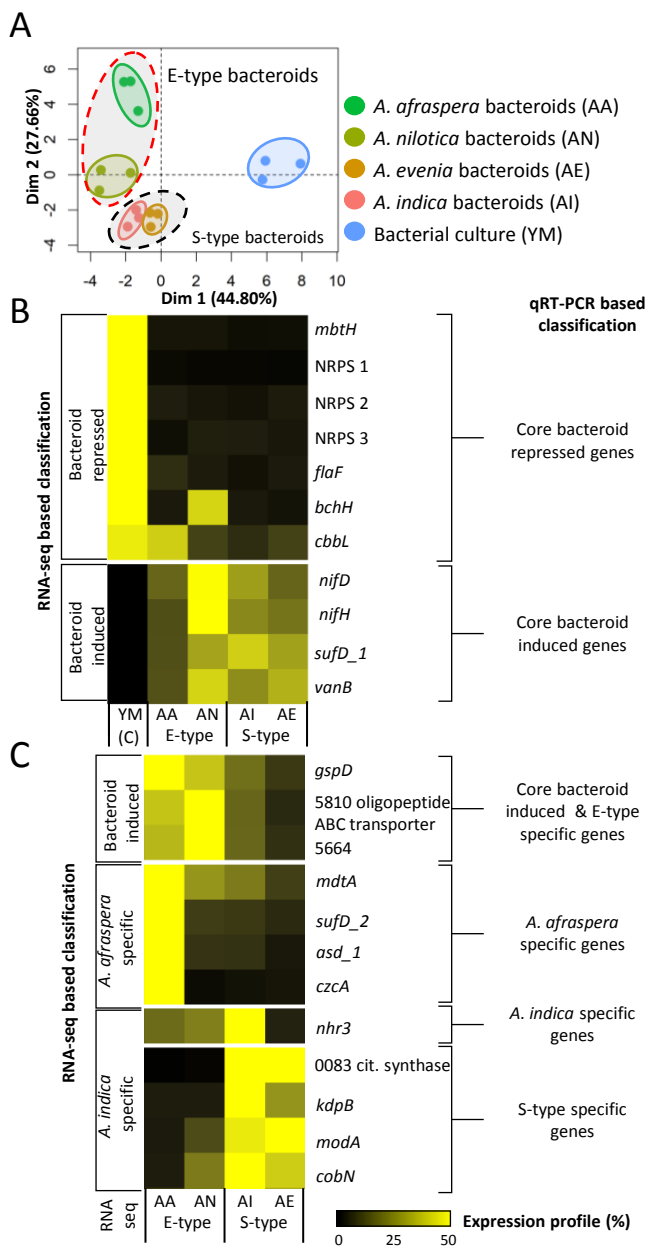 A
E-type bacteroids
S-type bacteroids
Dim 2 (27.66%)
6
4
2
0
-2
-4
-4 -2 0 2 4 6 8 10
Dim 1 (44.80%)
A. afraspera bacteroids (AA)
A. nilotica bacteroids (AN)
A. evenia bacteroids (AE)
A. indica bacteroids (AI)
Bacterial culture (YM)
B
qRT-PCR based
classification
RNA-seq based classification
Bacteroid
repressed
mbtH
NRPS 1
NRPS 2
NRPS 3
flaF
bchH
cbbL
Core bacteroid
repressed genes
Bacteroid
induced
nifD
nifH
sufD_1
vanB
Core bacteroid
induced genes
YM AA AN AI AE
(C) E-type S-type
C
RNA-seq based classification
Bacteroid
induced
gspD
5810 oligopeptide
ABC transporter
5664
Core bacteroid
induced & E-type
specific genes
A. afraspera
specific
mdtA
sufD_2
asd_1
czcA
A. afraspera
specific genes
A. indica
specific
nhr3
A. indica specific
genes
0083 cit. synthase
kdpB
modA
cobN
S-type specific
genes
RNA
seq
AA AN AI AE
E-type S-type
Expression profile (%)
0 25 50